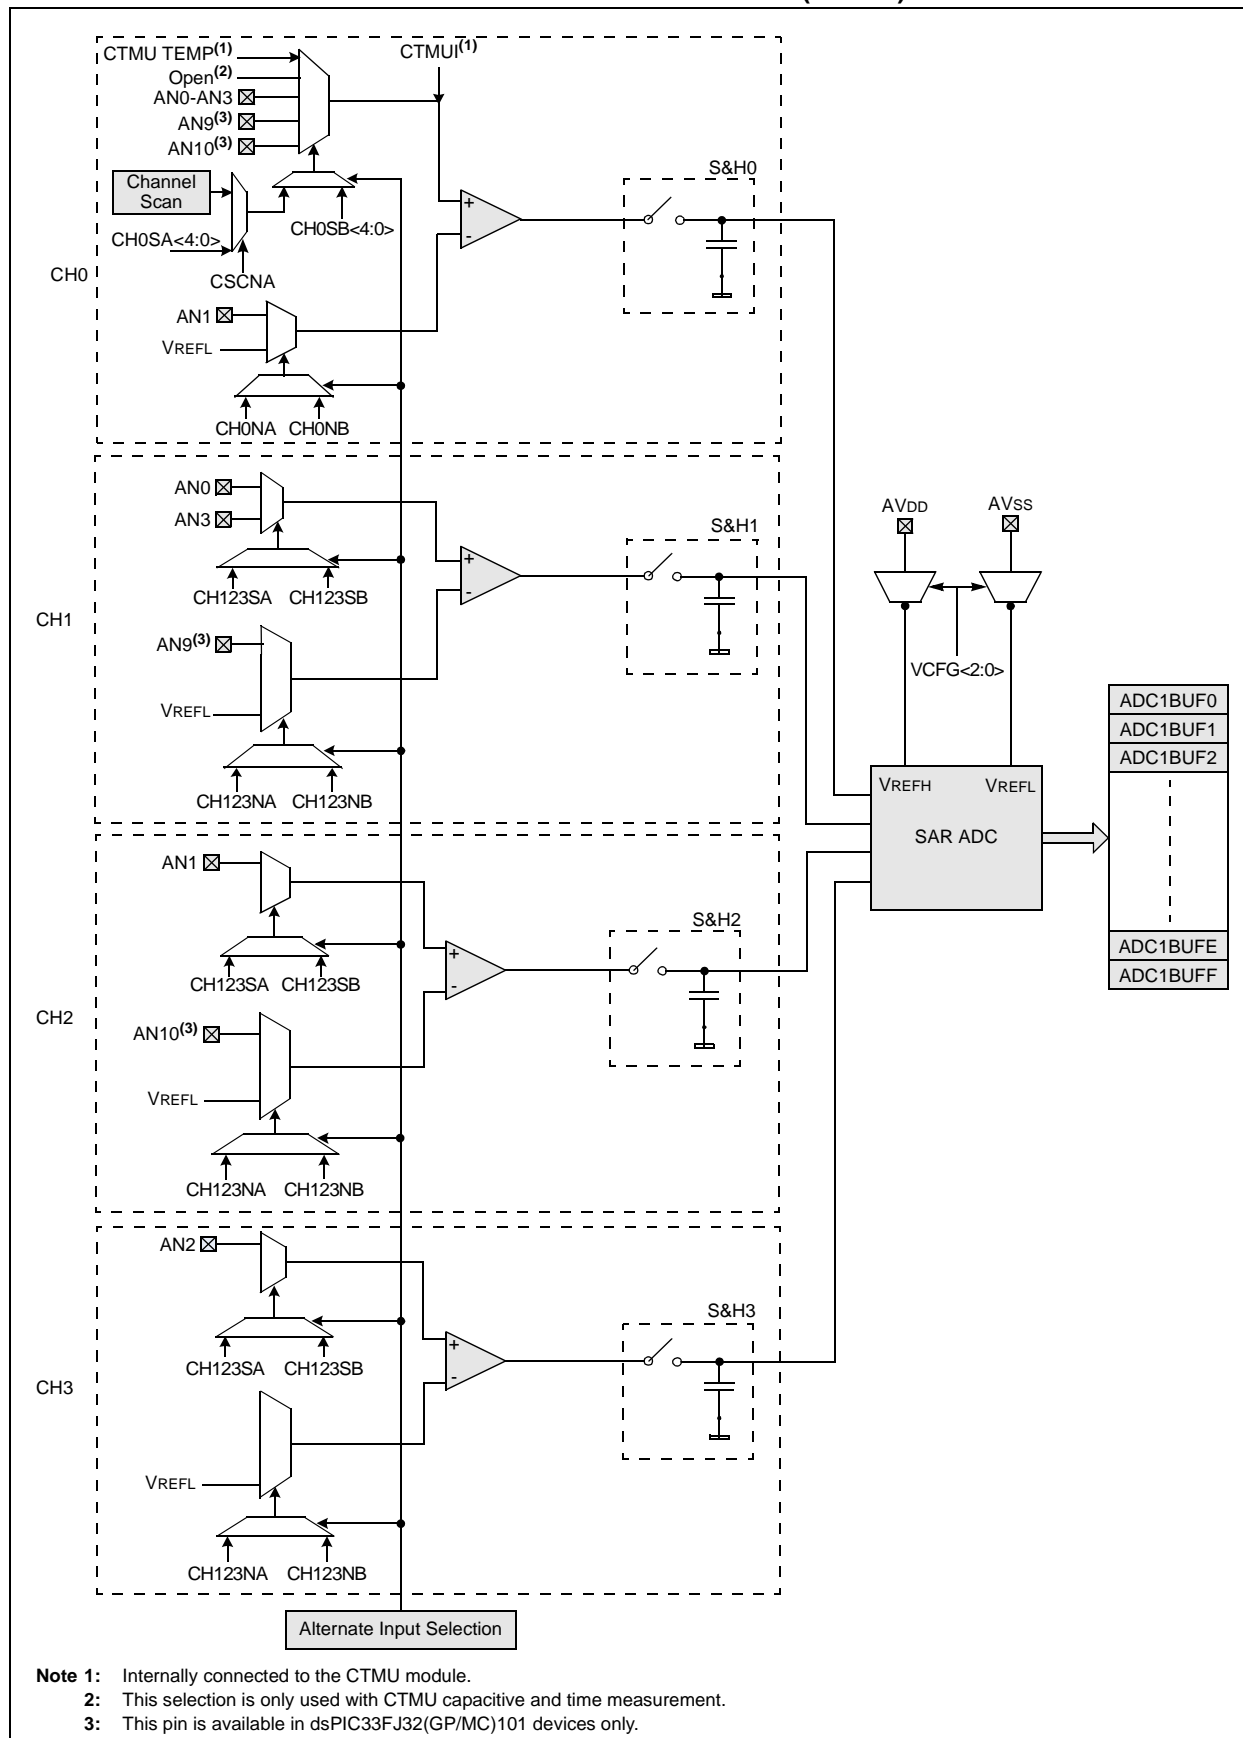 CTMU TEMP(1)
Open(2)
AN0-AN3
AN9(3)
AN10(3)
CTMUI(1)
Channel
Scan
CH0SA<4:0>
CH0SB<4:0>
CSCNA
+
-
S&H0
CH0
AN1
VREFL
CH0NA CH0NB
AN0
AN3
CH123SA CH123SB
+
-
S&H1
CH1
AN9(3)
VREFL
CH123NA CH123NB
AVDD AVSS
VCFG<2:0>
VREFH VREFL
SAR ADC
ADC1BUF0
ADC1BUF1
ADC1BUF2
ADC1BUFE
ADC1BUFF
AN1
CH123SA CH123SB
+
-
S&H2
CH2
AN10(3)
VREFL
CH123NA CH123NB
AN2
CH123SA CH123SB
+
-
S&H3
CH3
VREFL
CH123NA CH123NB
Alternate Input Selection
Note 1: Internally connected to the CTMU module.
2: This selection is only used with CTMU capacitive and time measurement.
3: This pin is available in dsPIC33FJ32(GP/MC)101 devices only.